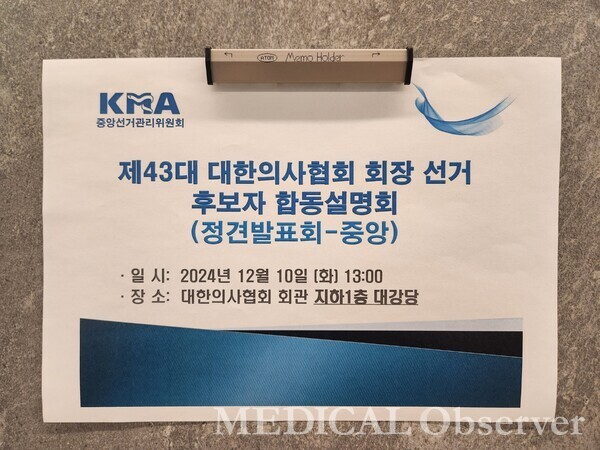 ATOM Memo Holder
KMA
중앙선거관리위원회
제43대 대한의사협회 회장 선거
후보자 합동설명회
(정견발표회-중앙)
· 일 시: 2024년 12월 10일 (화) 13:00
· 장 소: 대한의사협회 회관 지하1층 대강당
MEDICAL Observer